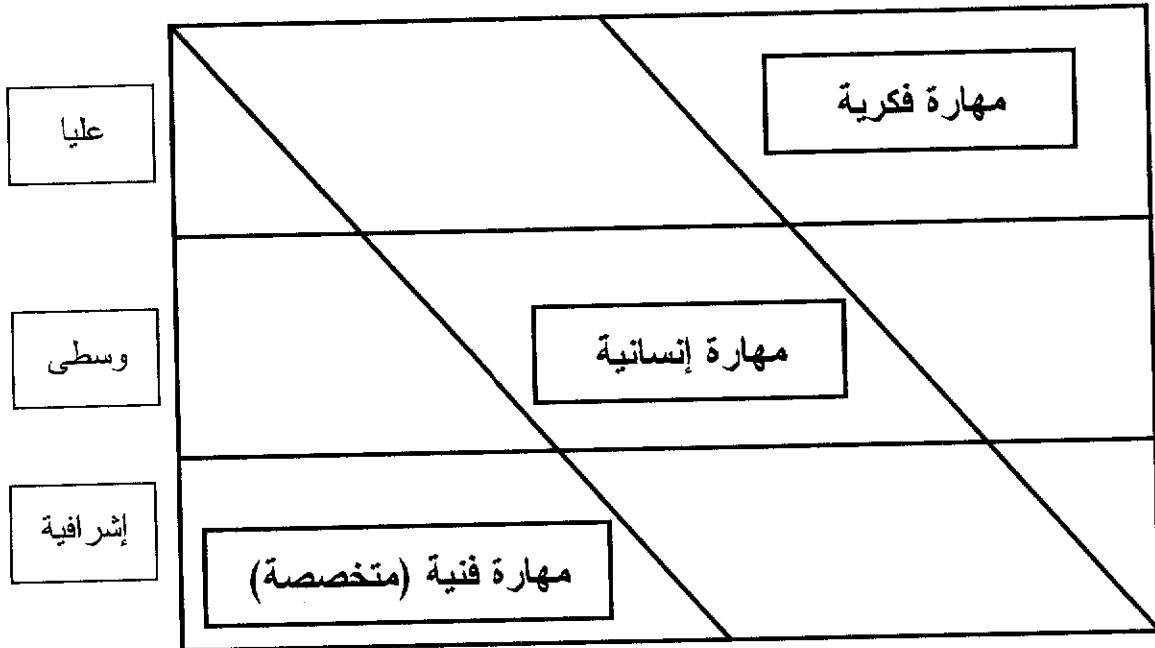 مهارة فكرية
عليا
مهارة إنسانية
وسطى
إشرافية
مهارة فنية (متخصصة)